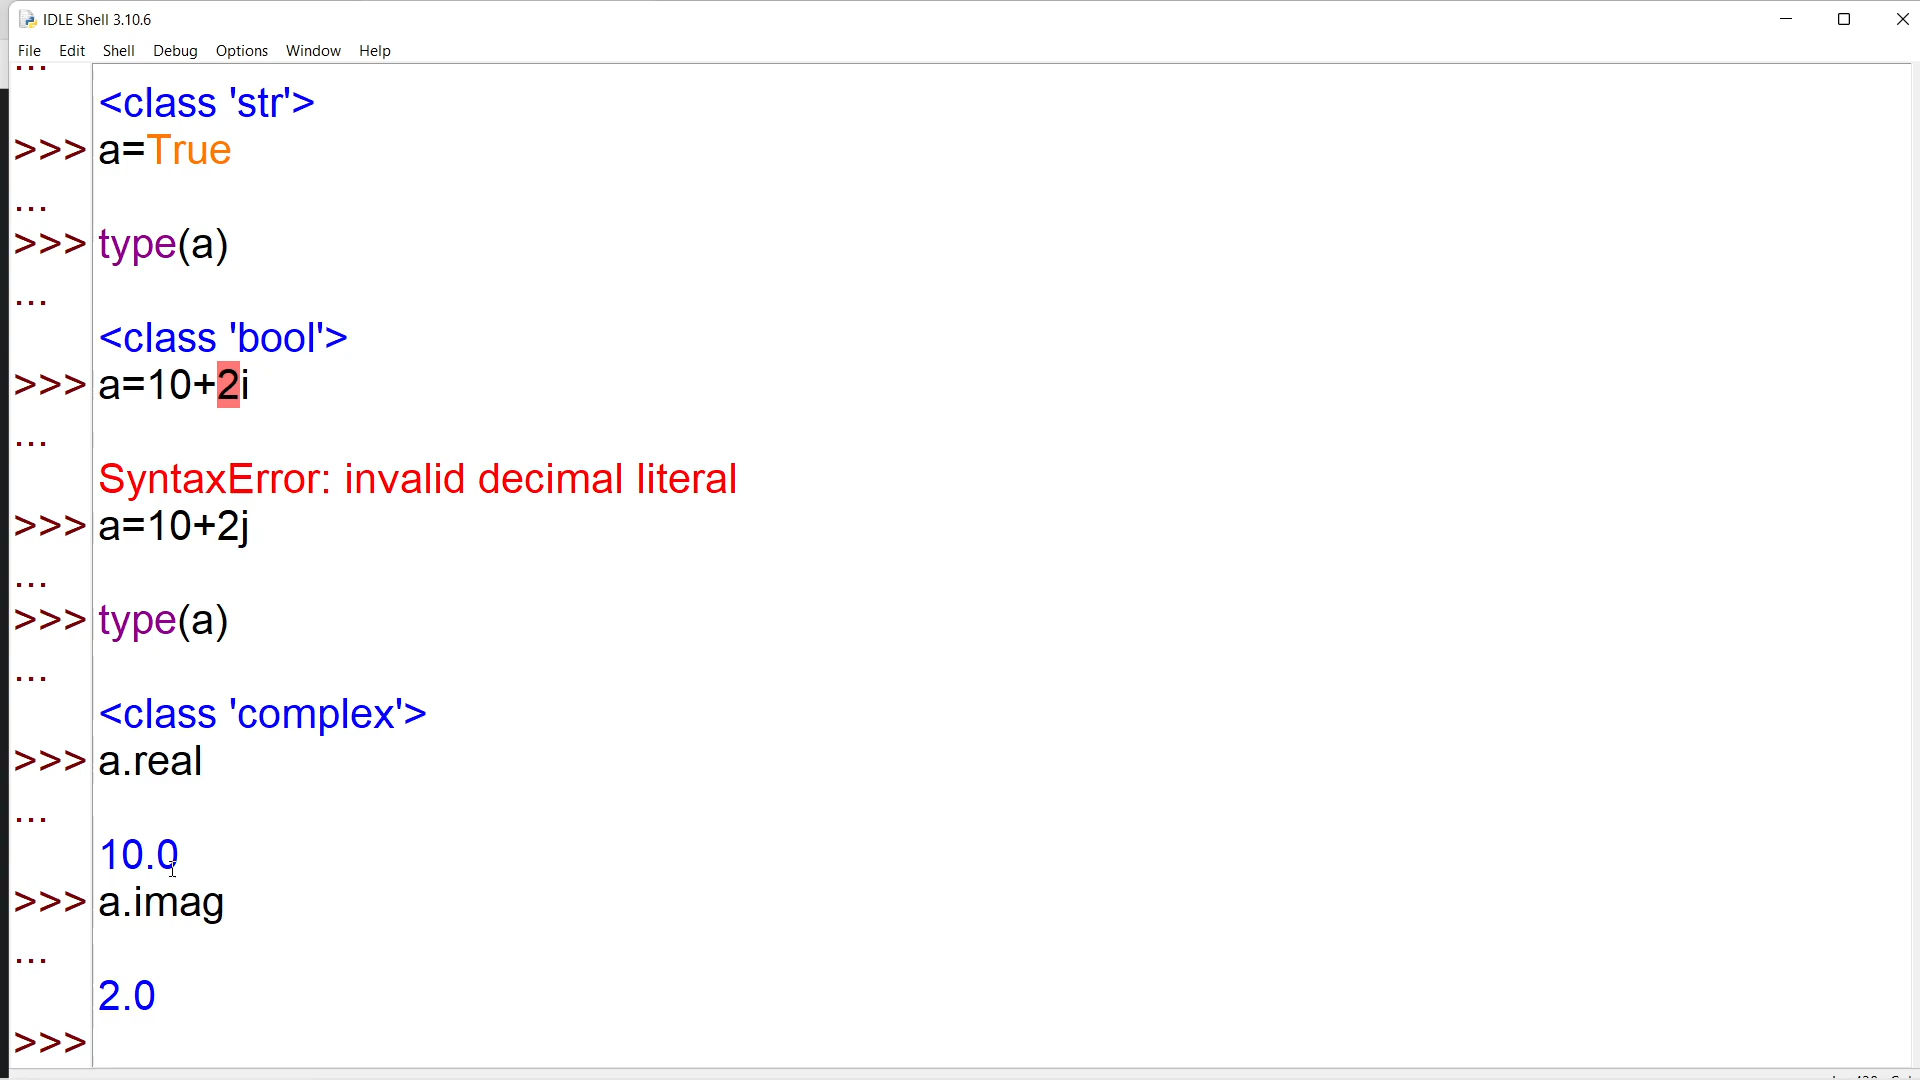 IDLE Shell 3.10.6
File Edit Shell Debug Options Window Help
...
<class 'str'>
>>> a=True
...
>>> type(a)
...
<class 'bool'>
>>> a=10+2i
...
SyntaxError: invalid decimal literal
>>> a=10+2j
...
>>> type(a)
...
<class 'complex'>
>>> a.real
...
10.0
>>> a.imag
...
2.0
>>>